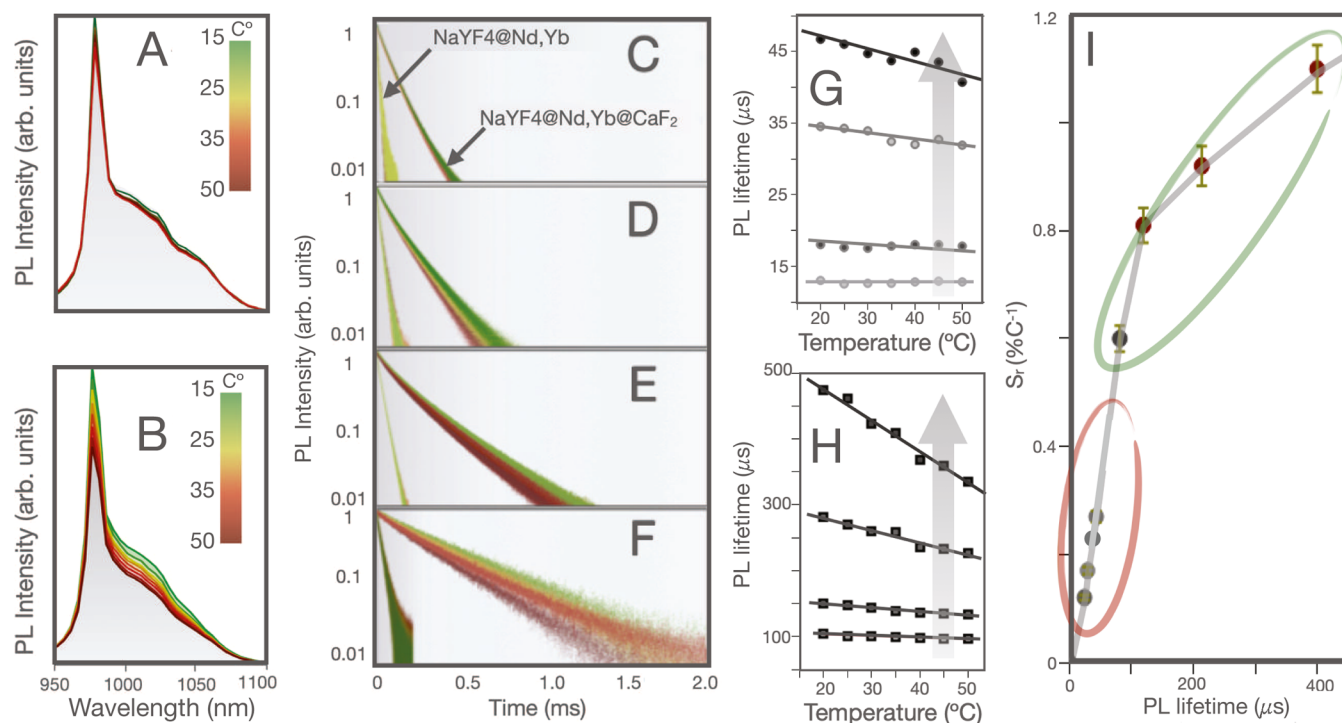 A
C°
15
25
35
50
PL Intensity (arb. units)
B
C°
15
25
35
50
PL Intensity (arb. units)
950
1000
1050
1100
Wavelength (nm)
NaYF4@Nd,Yb
C
NaYF4@Nd,Yb@CaF₂
1
0.1
0.01
D
1
0.1
0.01
E
1
0.1
0.01
F
1
0.1
0.01
PL Intensity (arb. units)
0
0.5
1.0
1.5
2.0
Time (ms)
G
45
35
25
15
PL lifetime (µs)
20
30
40
50
Temperature (ºC)
H
500
300
100
PL lifetime (µs)
20
30
40
50
Temperature (ºC)
I
1.2
0.8
0.4
0
Sr (%C⁻¹)
0
200
400
PL lifetime (µs)